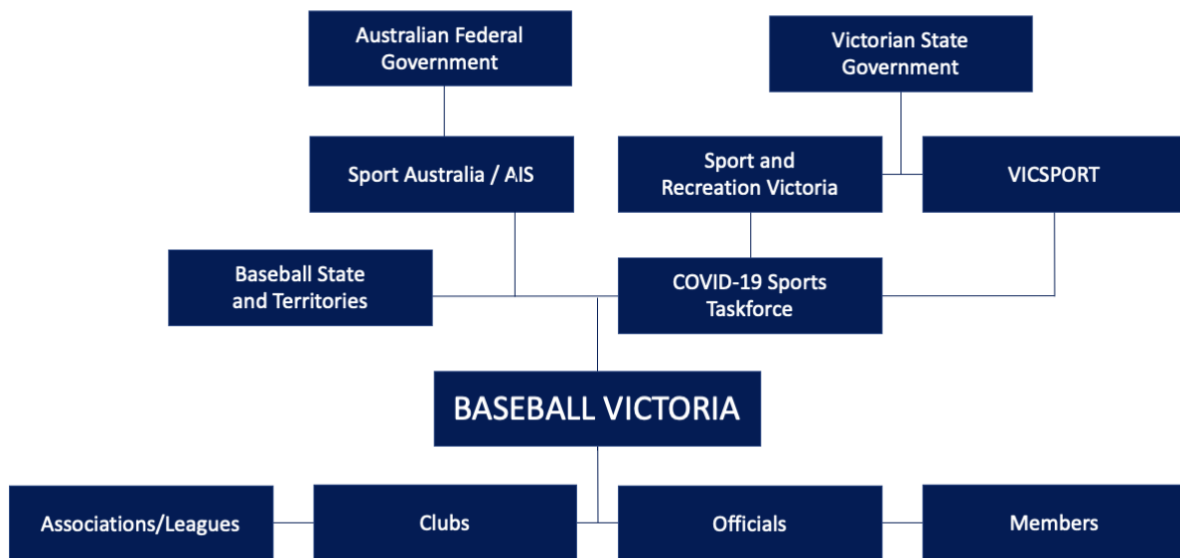 Australian Federal
Government
Victorian State
Government
Sport Australia / AIS
Sport and
Recreation Victoria
VICSPORT
Baseball State
and Territories
COVID-19 Sports
Taskforce
BASEBALL VICTORIA
Associations/Leagues
Clubs
Officials
Members